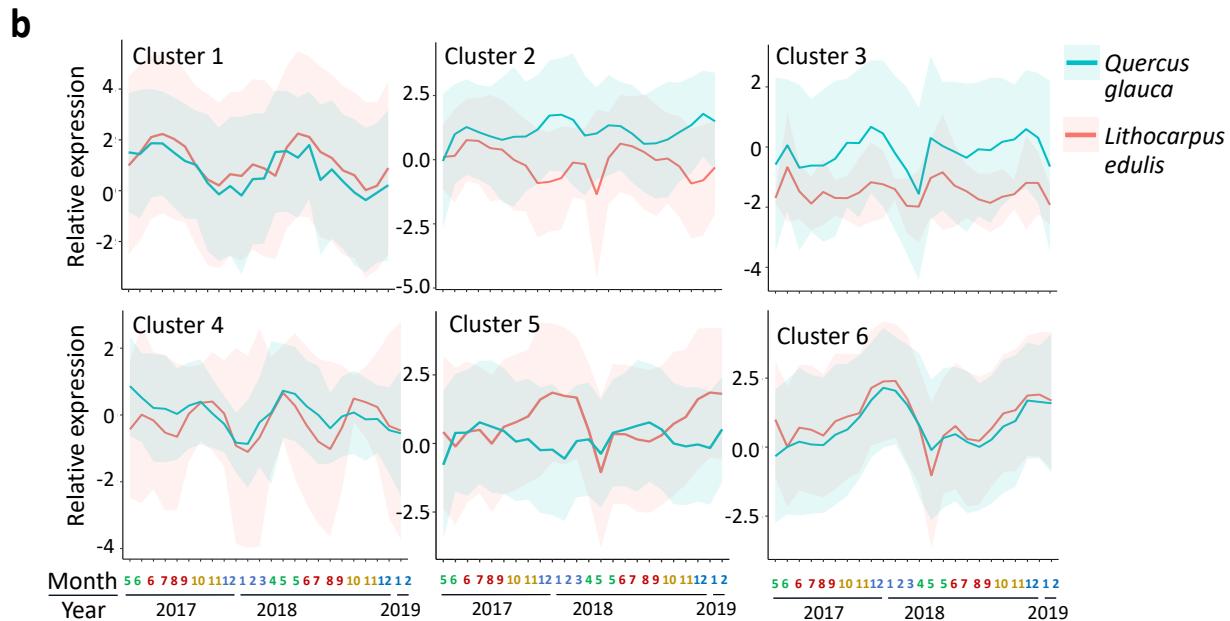 b
Cluster 1
Cluster 2
Cluster 3
Quercus
glauca
Lithocarpus
edulis
Relative expression
4
2
0
-2
2.5
0.0
-2.5
-5.0
2
0
-2
-4
Cluster 4
Cluster 5
Cluster 6
Relative expression
2
0
-2
-4
2.5
0.0
-2.5
2.5
0.0
-2.5
Month 5 6 6 7 8 9 10 11 12 1 2 3 4 5 5 6 7 8 9 10 11 12 1 2
5 6 6 7 8 9 10 11 12 1 2 3 4 5 5 6 7 8 9 10 11 12 1 2
5 6 6 7 8 9 10 11 12 1 2 3 4 5 5 6 7 8 9 10 11 12 1 2
Year 2017 2018 2019
2017 2018 2019
2017 2018 2019